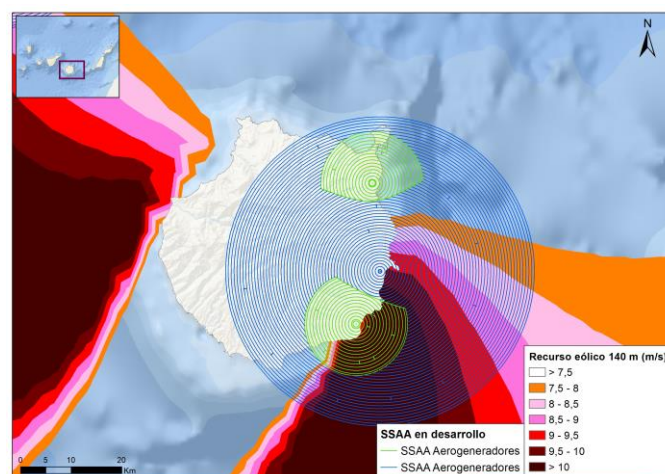 N
Recurso eólico 140 m (m/s)
> 7,5
7,5 - 8
8 - 8,5
8,5 - 9
9 - 9,5
9,5 - 10
> 10
SSAA en desarrollo
SSAA Aerogeneradores
SSAA Aerogeneradores
0 5 10 20
Km